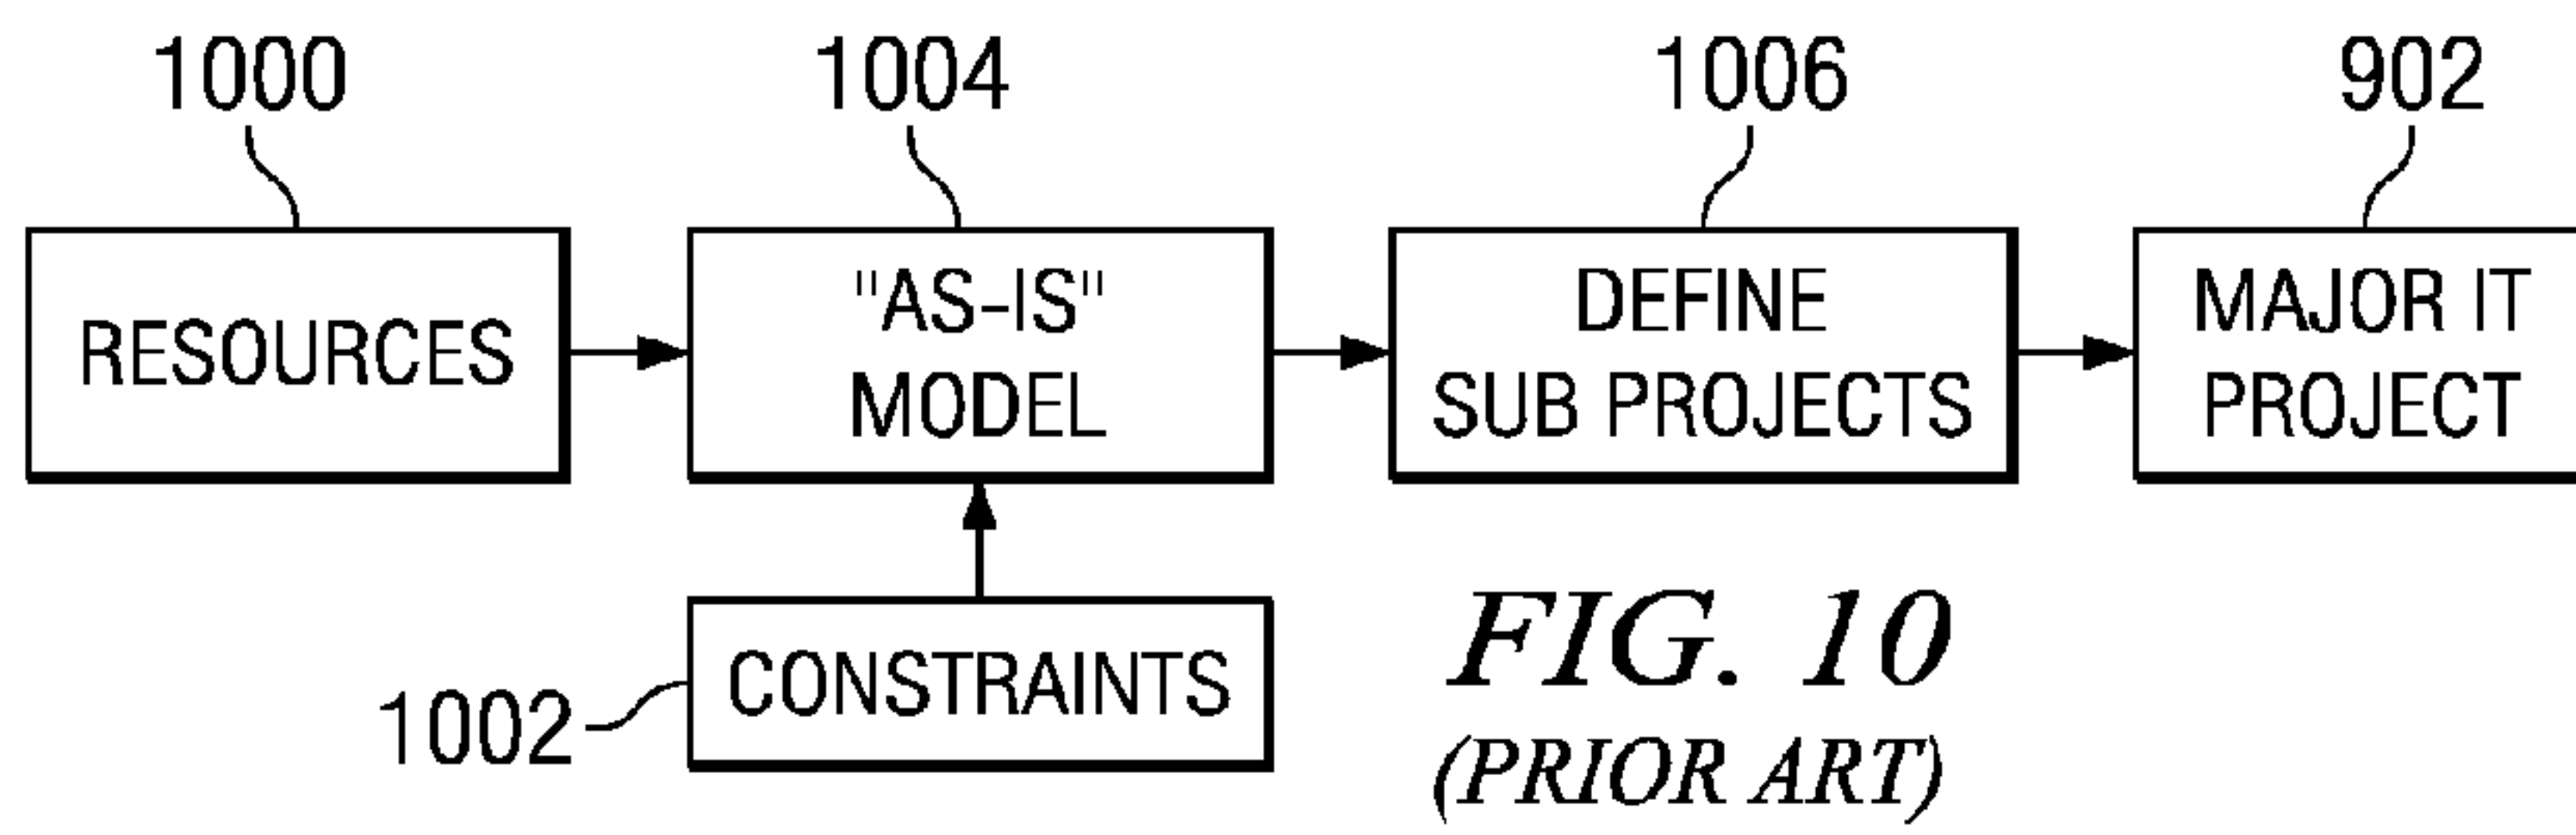 1000
1004
1006
902
RESOURCES
"AS-IS"
MODEL
DEFINE
SUB PROJECTS
MAJOR IT
PROJECT
CONSTRAINTS
1002
FIG. 10
(PRIOR ART)